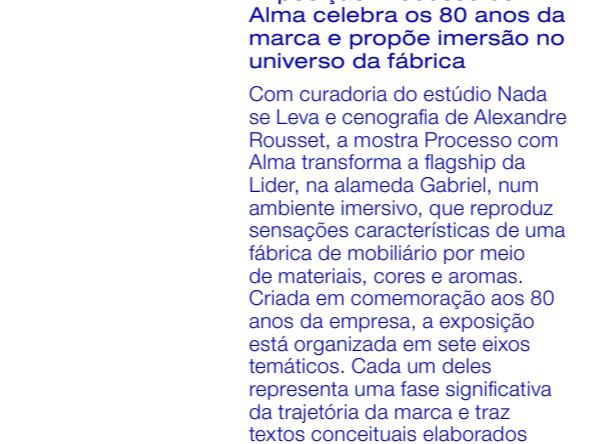 Alma celebra os 80 anos da
marca e propõe imersão no
universo da fábrica
Com curadoria do estúdio Nada
se Leva e cenografia de Alexandre
Rousset, a mostra Processo com
Alma transforma a flagship da
Lider, na alameda Gabriel, num
ambiente imersivo, que reproduz
sensações características de uma
fábrica de mobiliário por meio
de materiais, cores e aromas.
Criada em comemoração aos 80
anos da empresa, a exposição
está organizada em sete eixos
temáticos. Cada um deles
representa uma fase significativa
da trajetória da marca e traz
textos conceituais elaborados